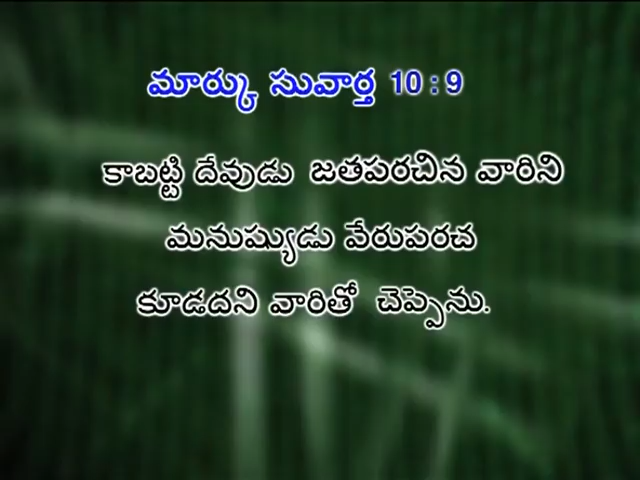 మార్కు సువార్త 10 : 9
కాబట్టి దేవుడు జతపరచిన వారిని
మనుష్యుడు వేరుపరచ
కూడదని వారితో చెప్పెను.